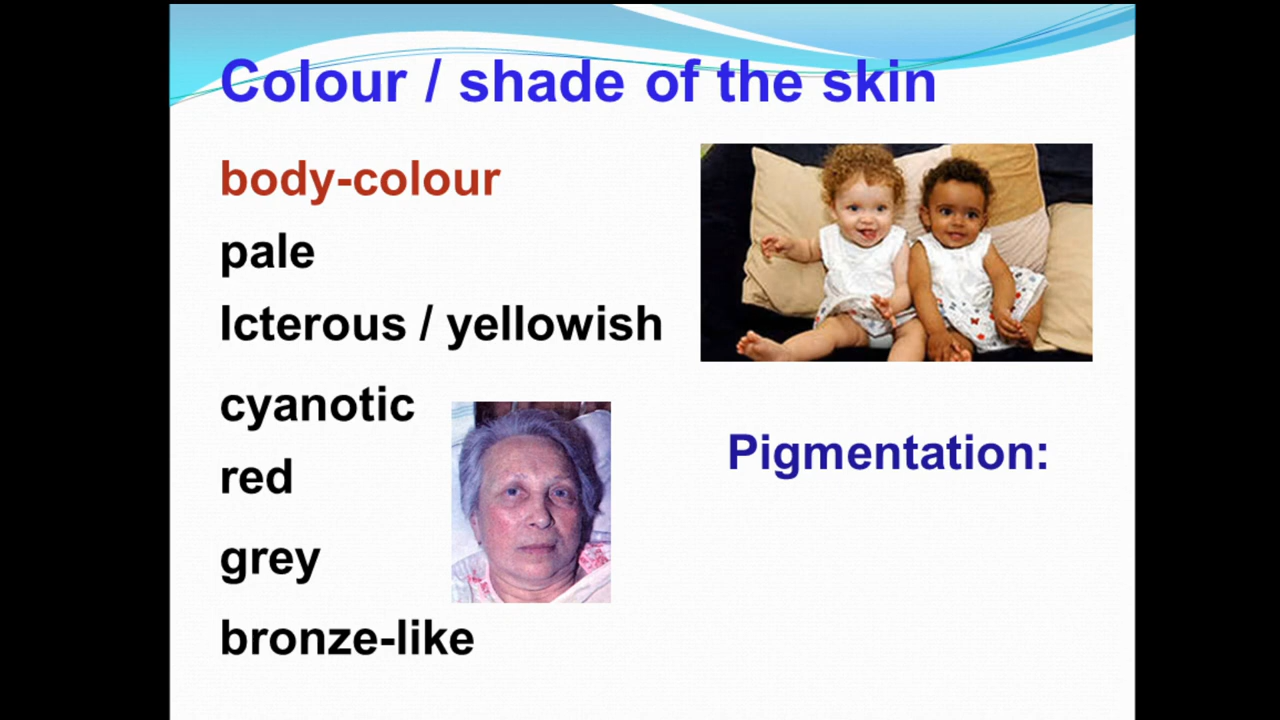 Colour / shade of the skin
body-colour
pale
Icterous / yellowish
cyanotic
red
grey
bronze-like
Pigmentation: